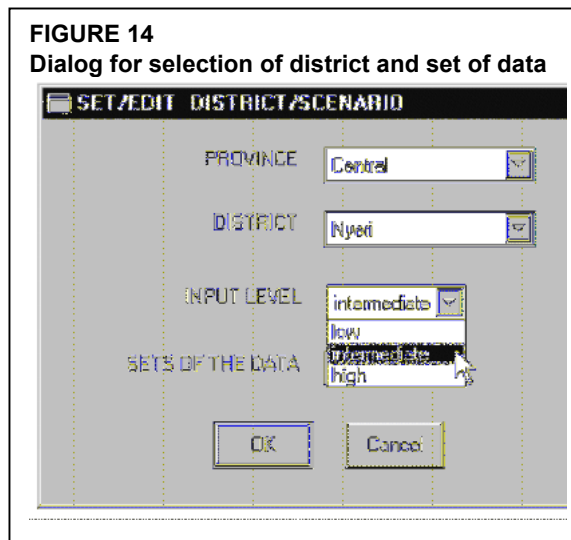 FIGURE 14
Dialog for selection of district and set of data
SET/EDIT DISTRICT/SCENARIO
PROVINCE Central
DISTRICT Nyeri
INPUT LEVEL intermediate
low
intermediate
SETS OF THE DATA
high
OK Cancel